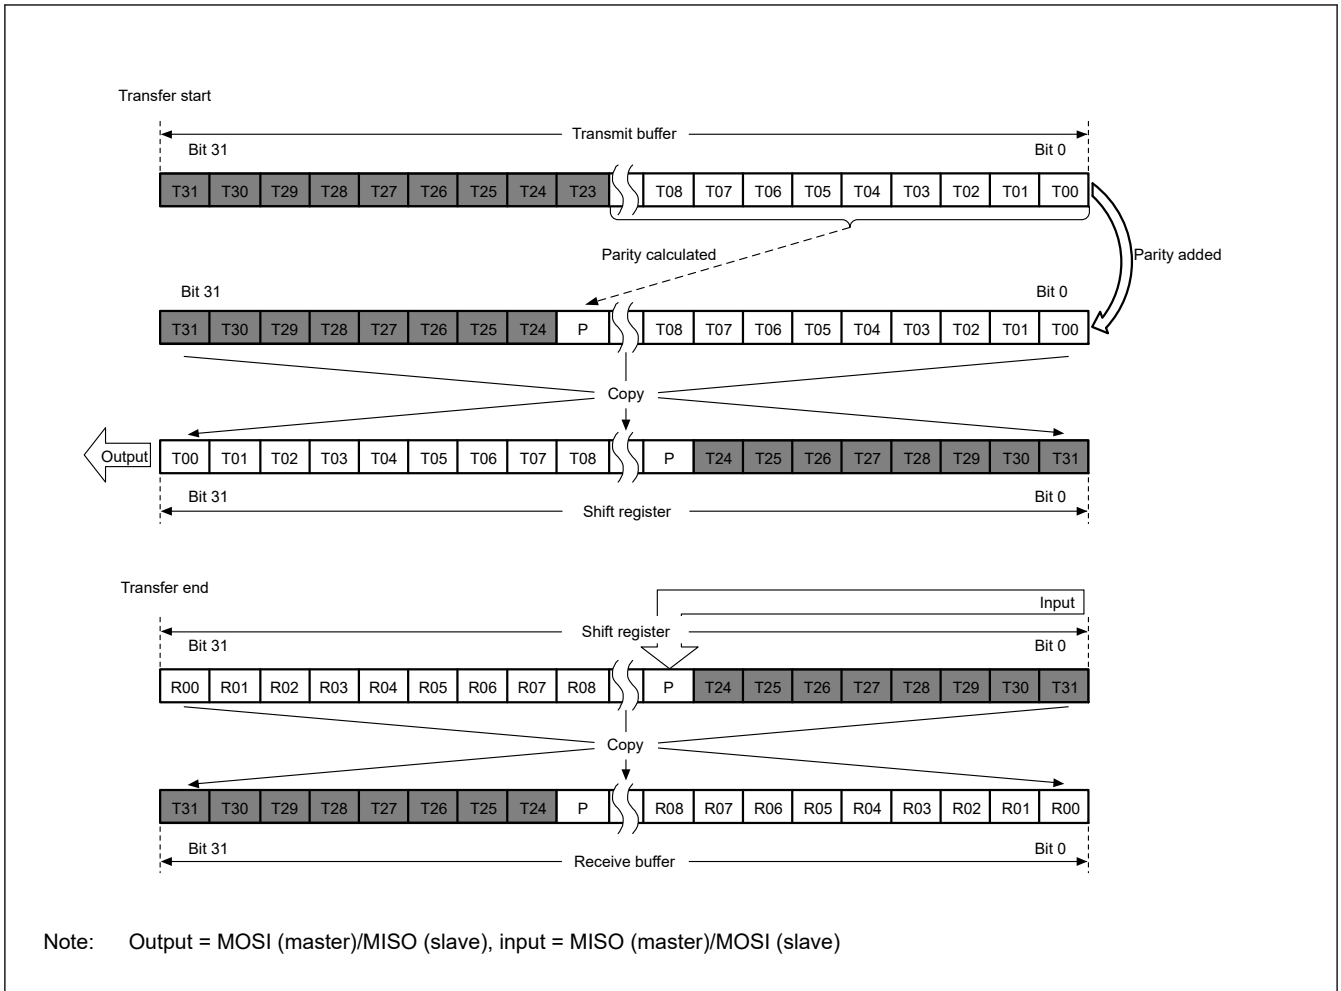 Transfer start
Transmit buffer
Bit 31 Bit 0
T31 T30 T29 T28 T27 T26 T25 T24 T23 T08 T07 T06 T05 T04 T03 T02 T01 T00
Parity calculated Parity added
Bit 31 Bit 0
T31 T30 T29 T28 T27 T26 T25 T24 P T08 T07 T06 T05 T04 T03 T02 T01 T00
Copy
Output T00 T01 T02 T03 T04 T05 T06 T07 T08 P T24 T25 T26 T27 T28 T29 T30 T31
Bit 31 Bit 0
Shift register
Transfer end
Input
Shift register
Bit 31 Bit 0
R00 R01 R02 R03 R04 R05 R06 R07 R08 P T24 T25 T26 T27 T28 T29 T30 T31
Copy
T31 T30 T29 T28 T27 T26 T25 T24 P R08 R07 R06 R05 R04 R03 R02 R01 R00
Bit 31 Bit 0
Receive buffer
Note: Output = MOSI (master)/MISO (slave), input = MISO (master)/MOSI (slave)